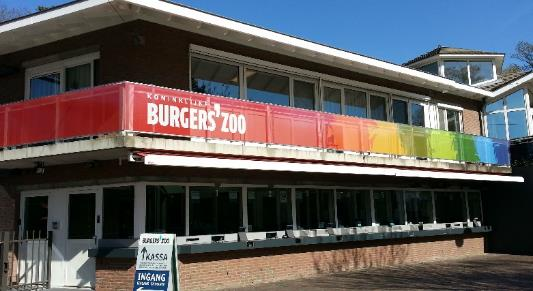 KONINKLIJKE
BURGERS' ZOO
BURGERS' ZOO
KASSA
INGANG